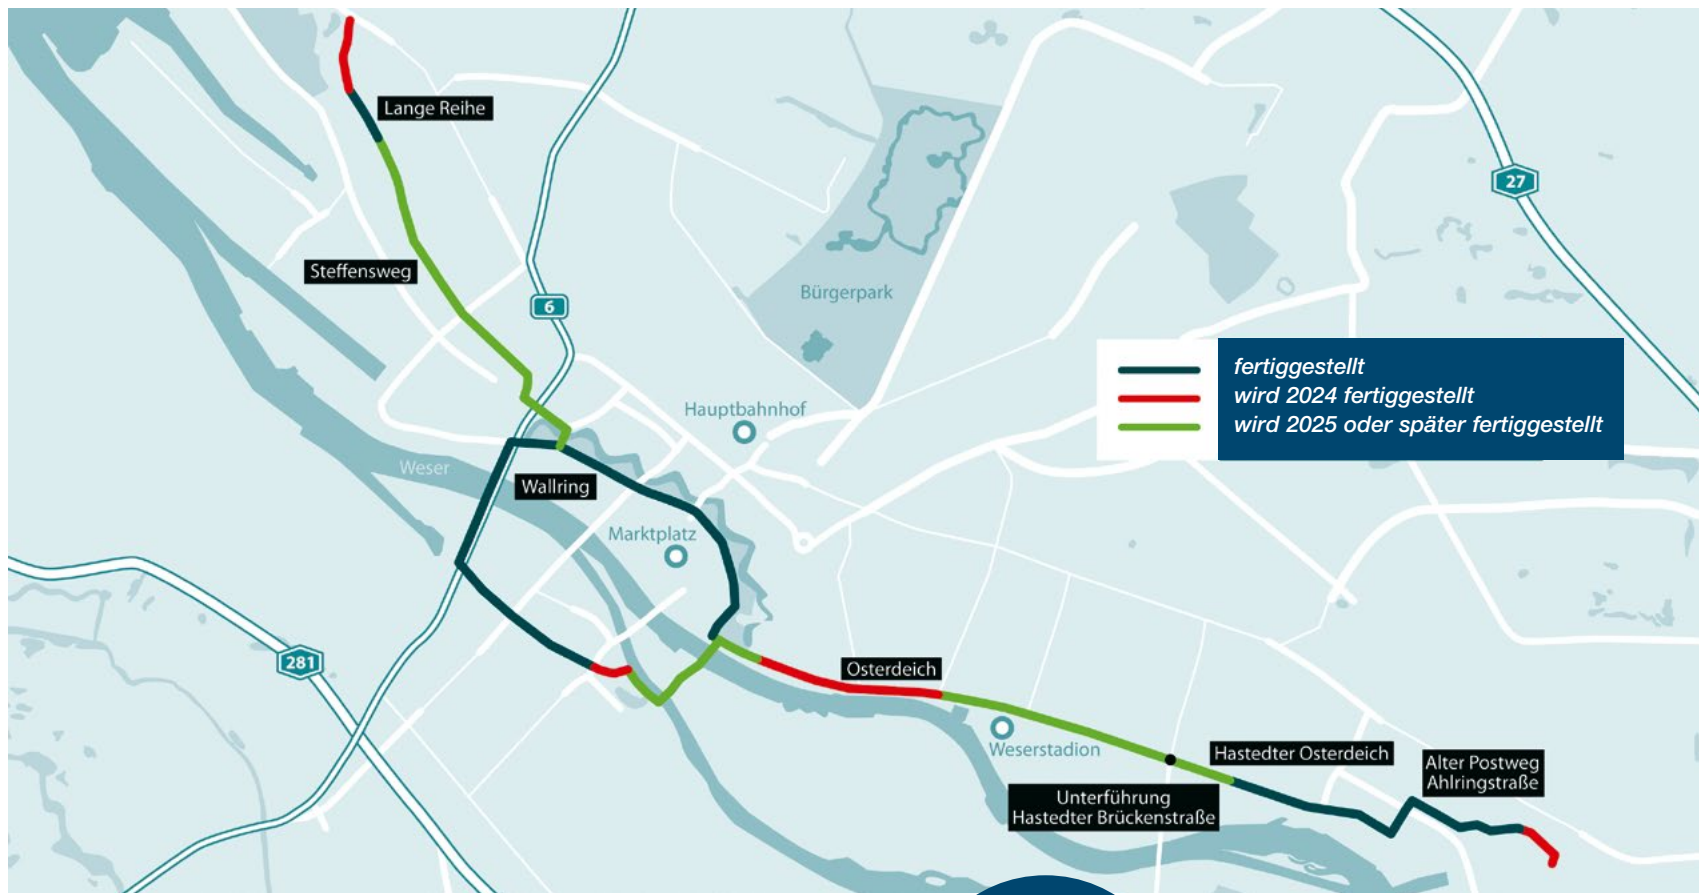 Lange Reihe
27
Steffensweg
6
Bürgerpark
fertiggestellt
wird 2024 fertiggestellt
wird 2025 oder später fertiggestellt
Hauptbahnhof
Weser
Wallring
Marktplatz
281
Osterdeich
Weserstadion
Hastedter Osterdeich
Alter Postweg
Ahlringstraße
Unterführung
Hastedter Brückenstraße